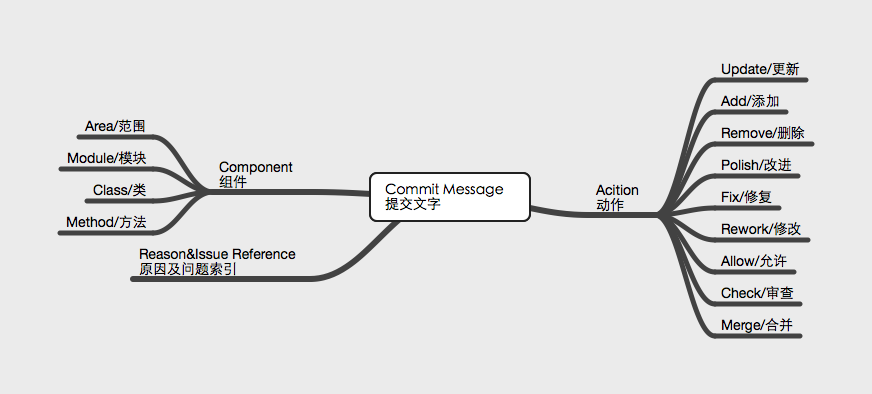 Commit Message
提交文字
Component
组件
Area/范围
Module/模块
Class/类
Method/方法
Reason&Issue Reference
原因及问题索引
Acition
动作
Update/更新
Add/添加
Remove/删除
Polish/改进
Fix/修复
Rework/修改
Allow/允许
Check/审查
Merge/合并